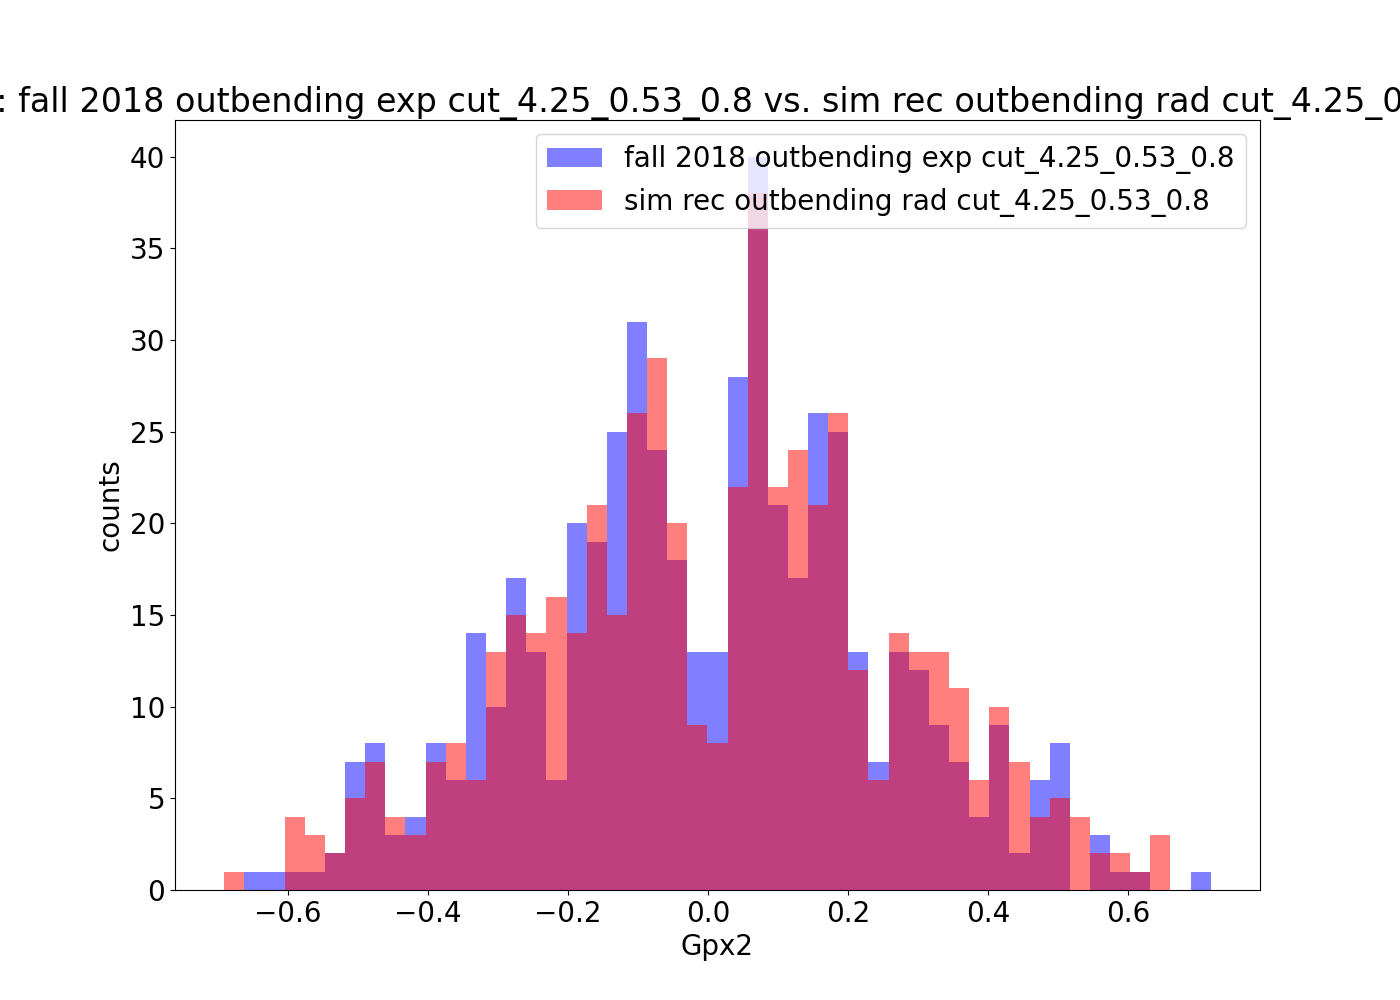 : fall 2018 outbending exp cut_4.25_0.53_0.8 vs. sim rec outbending rad cut_4.25_0
fall 2018 outbending exp cut_4.25_0.53_0.8
sim rec outbending rad cut_4.25_0.53_0.8
40
35
30
25
20
15
10
5
0
counts
−0.6 −0.4 −0.2 0.0 0.2 0.4 0.6
Gpx2